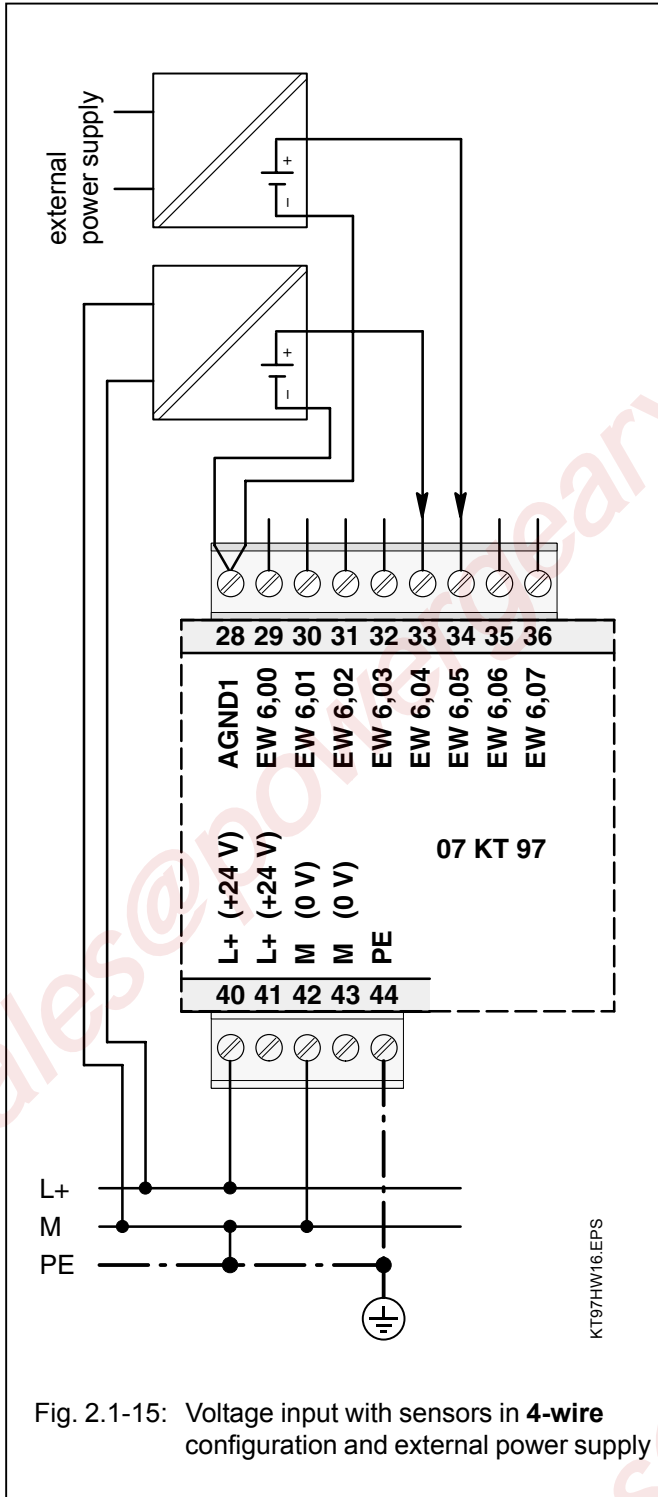 external
power supply
+
–
+
–
28 29 30 31 32 33 34 35 36
AGND1
EW 6,00
EW 6,01
EW 6,02
EW 6,03
EW 6,04
EW 6,05
EW 6,06
EW 6,07
07 KT 97
L+ (+24 V)
L+ (+24 V)
M (0 V)
M (0 V)
PE
40 41 42 43 44
L+
M
PE
KT97HW16.EPS
Fig. 2.1-15: Voltage input with sensors in 4-wire
configuration and external power supply
ales@powergear